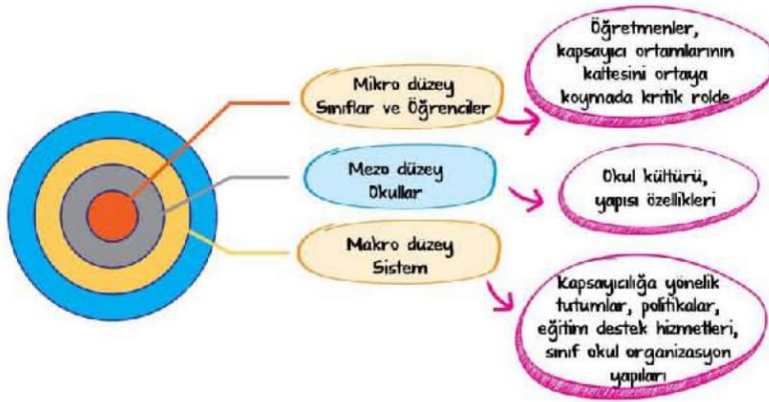 Mikro düzey
Sınıflar ve Öğrenciler
Öğretmenler,
kapsayıcı ortamlarının
kaltesini ortaya
koymada kritik rolde
Mezo düzey
Okullar
Okul kültürü,
yapısı özellikleri
Makro düzey
Sistem
Kapsayıcılığa yönelik
tutumlar, politikalar,
eğitim destek hizmetleri,
sınıf okul organizasyon
yapıları